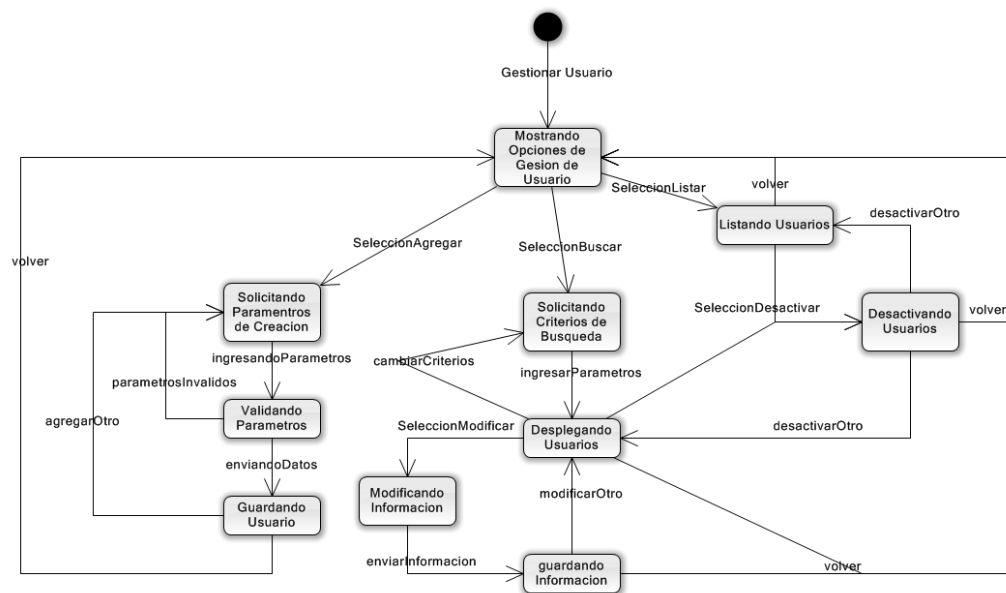 Gestionar Usuario
Mostrando
Opciones de
Gesion de
Usuario
SeleccionListar
volver
Listando Usuarios
desactivarOtro
SeleccionAgregar
SeleccionBuscar
volver
Solicitando
Paramentros
de Creacion
Solicitando
Criterios de
Busqueda
SeleccionDesactivar
Desactivando
Usuarios
volver
ingresandoParametros
cambiarCriterios
ingresarParametros
parametrosInvalidos
agregarOtro
Validando
Parametros
SeleccionModificar
Desplegando
Usuarios
desactivarOtro
enviandoDatos
Modificando
Informacion
modificarOtro
Guardando
Usuario
enviarInformacion
guardando
Informacion
volver